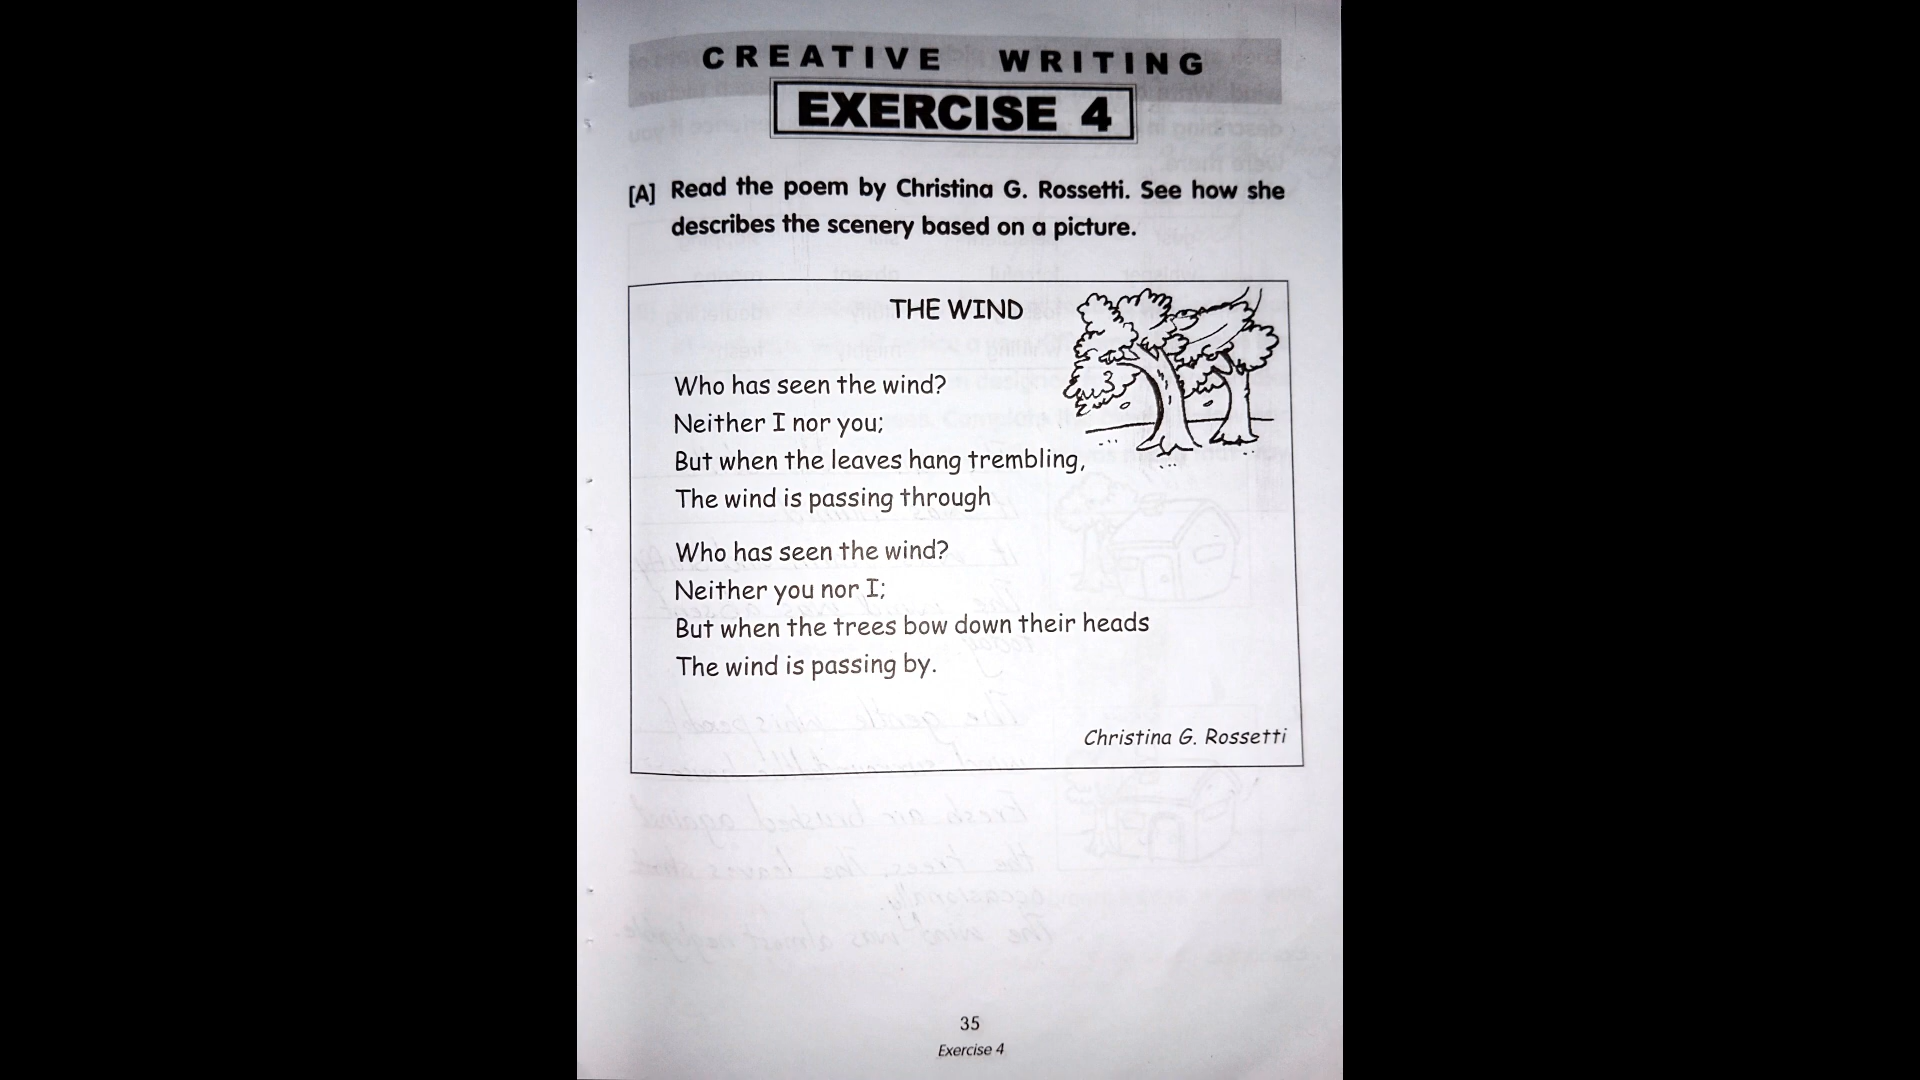 CREATIVE WRITING
EXERCISE 4
[A] Read the poem by Christina G. Rossetti. See how she
describes the scenery based on a picture.
THE WIND
Who has seen the wind?
Neither I nor you;
But when the leaves hang trembling,
The wind is passing through
Who has seen the wind?
Neither you nor I;
But when the trees bow down their heads
The wind is passing by.
Christina G. Rossetti
35
Exercise 4